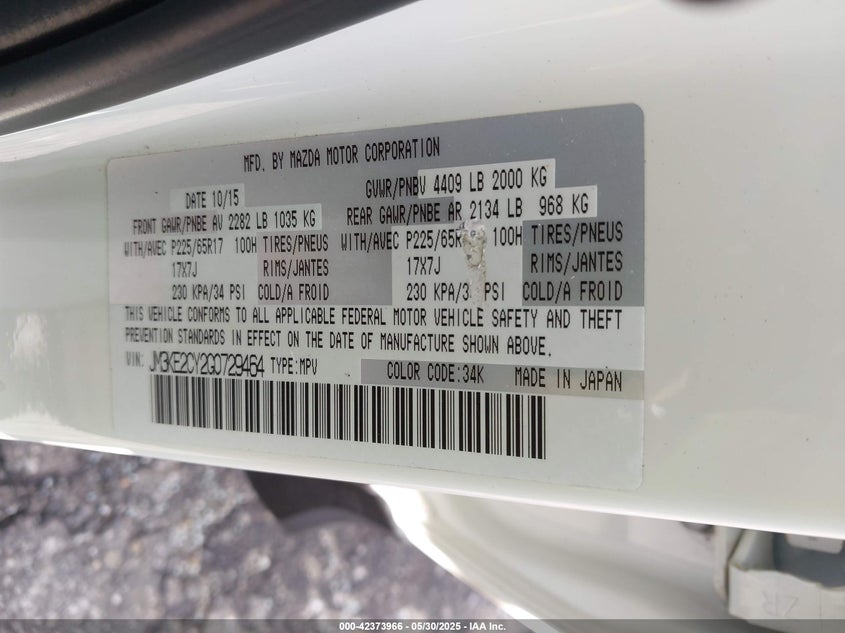 MFD. BY MAZDA MOTOR CORPORATION
DATE 10/15 GVWR/PNBV 4409 LB 2000 KG
FRONT GAWR/PNBE AV 2282 LB 1035 KG REAR GAWR/PNBE AR 2134 LB 968 KG
WITH/AVEC P225/65R17 100H TIRES/PNEUS WITH/AVEC P225/65R 100H TIRES/PNEUS
17X7J RIMS/JANTES 17X7J RIMS/JANTES
230 KPA/34 PSI COLD/A FROID 230 KPA/34 PSI COLD/A FROID
THIS VEHICLE CONFORMS TO ALL APPLICABLE FEDERAL MOTOR VEHICLE SAFETY AND THEFT
PREVENTION STANDARDS IN EFFECT ON THE DATE OF MANUFACTURE SHOWN ABOVE.
VIN: JM3KE2CY2G0729464 TYPE:MPV COLOR CODE:34K MADE IN JAPAN
000-42373966 — 05/30/2025 — IAA Inc.